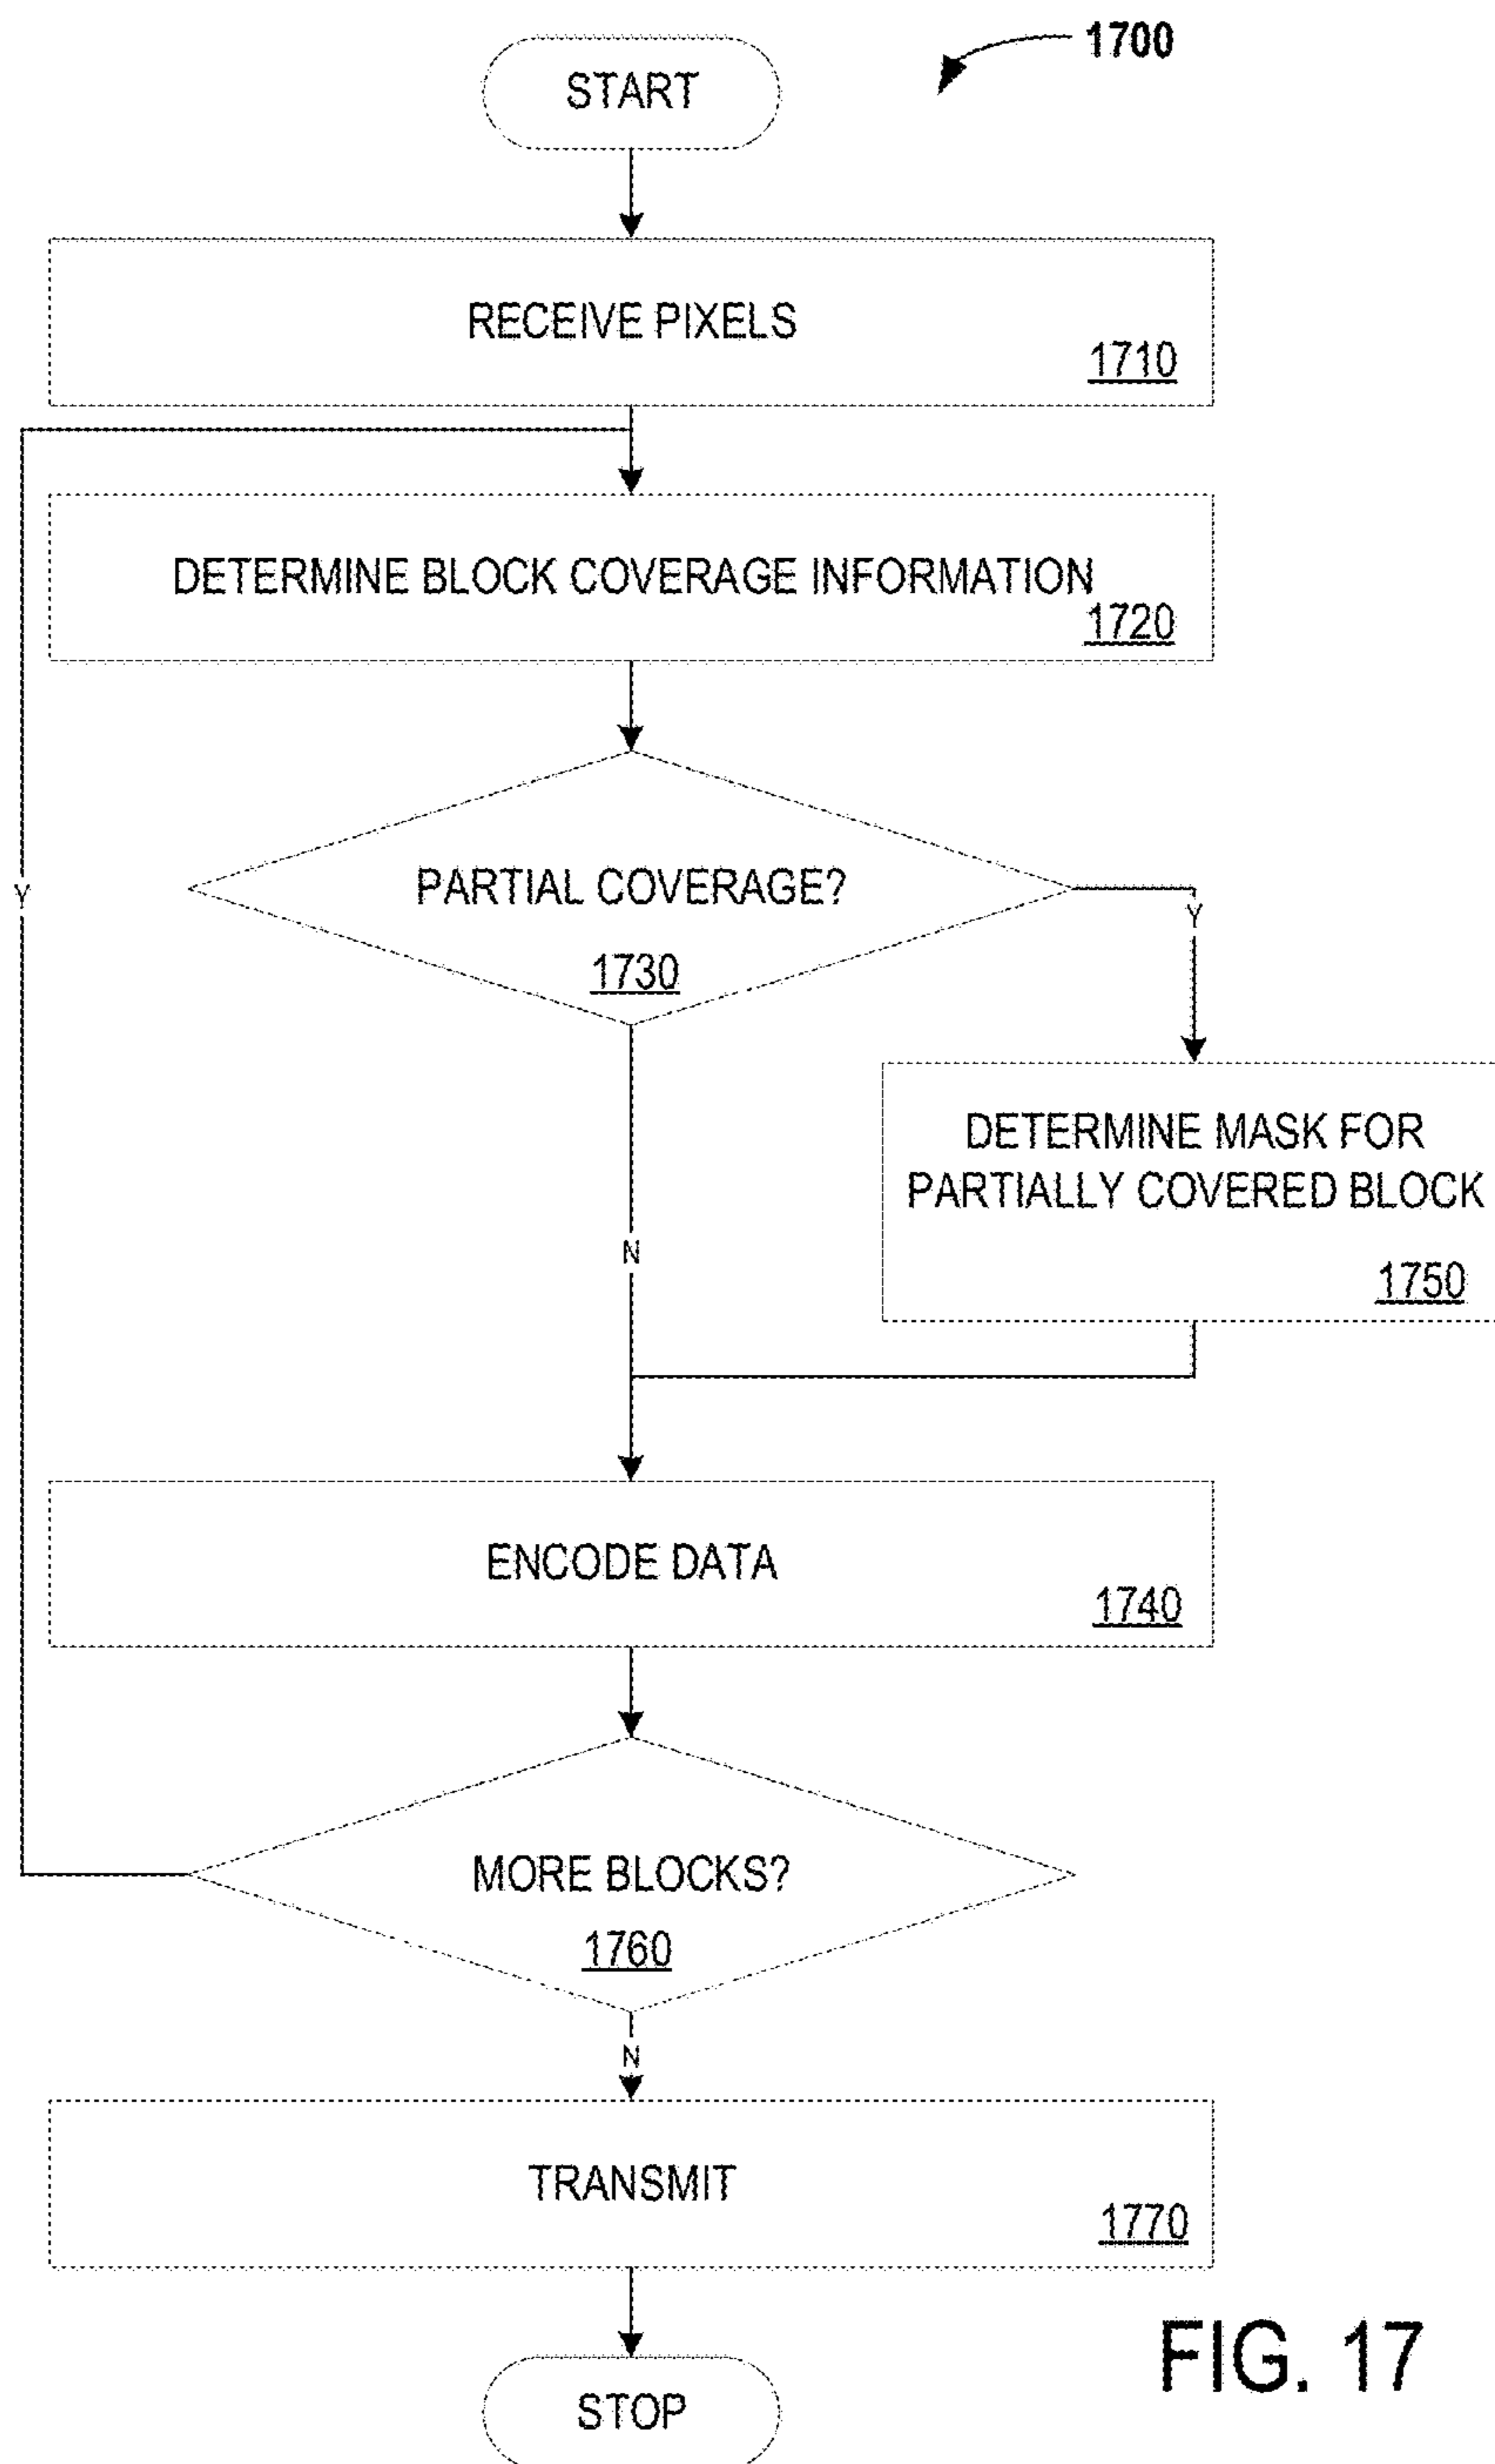 1700
START
RECEIVE PIXELS
1710
DETERMINE BLOCK COVERAGE INFORMATION
1720
PARTIAL COVERAGE?
1730
Y
Y
DETERMINE MASK FOR
PARTIALLY COVERED BLOCK
1750
N
ENCODE DATA
1740
MORE BLOCKS?
1760
N
TRANSMIT
1770
STOP
FIG. 17